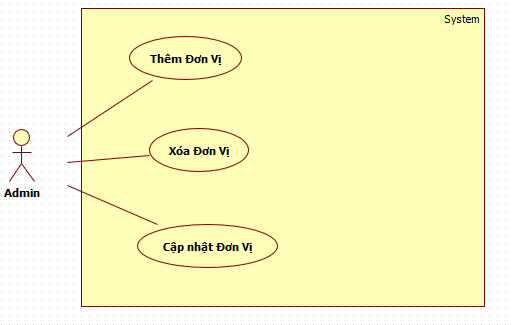 System
Thêm Đơn Vị
Xóa Đơn Vị
Admin
Cập nhật Đơn Vị